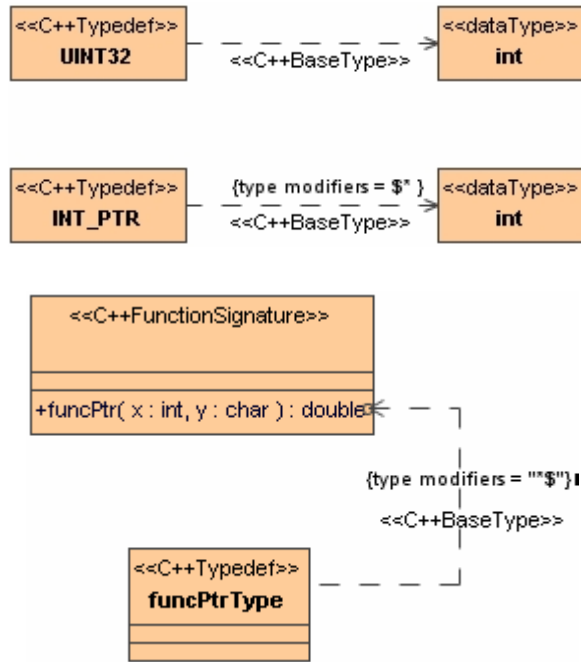 <<C++Typedef>>
UINT32
<<C++BaseType>>
<<dataType>>
int
<<C++Typedef>>
INT_PTR
{type modifiers = $* }
<<C++BaseType>>
<<dataType>>
int
<<C++FunctionSignature>>
+funcPtr( x : int, y : char ) : double
{type modifiers = "*$"}
<<C++BaseType>>
<<C++Typedef>>
funcPtrType